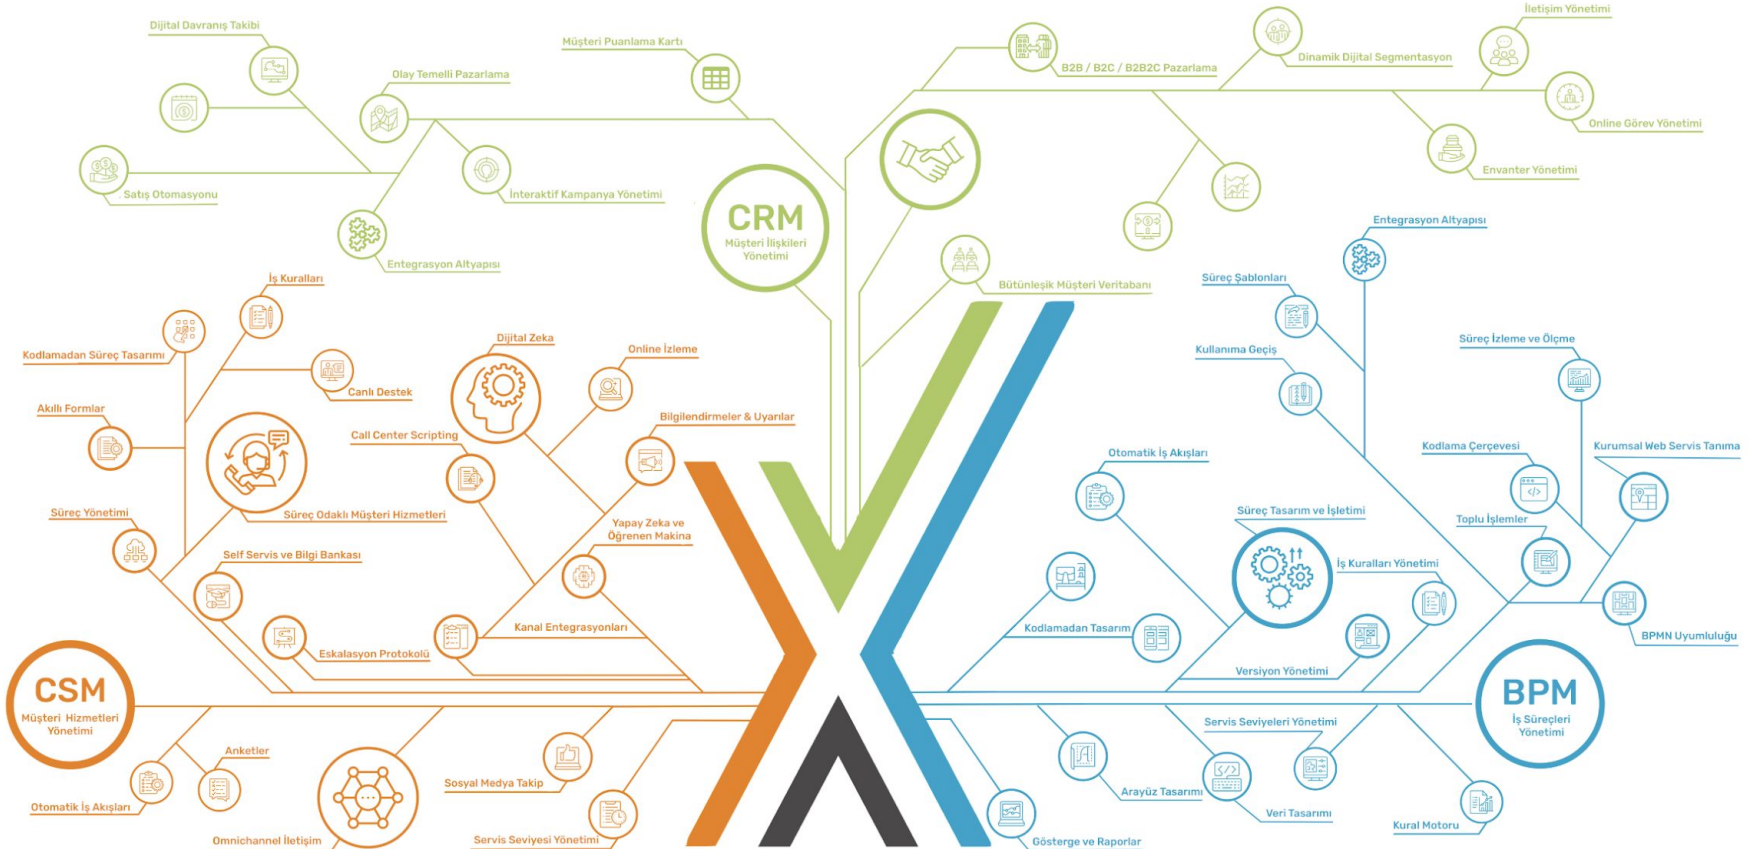 Dijital Davranış Takibi
Müşteri Puanlama Kartı
Olay Temelli Pazarlama
Satış Otomasyonu
İnteraktif Kampanya Yönetimi
Entegrasyon Altyapısı
İletişim Yönetimi
B2B / B2C / B2B2C Pazarlama
Dinamik Dijital Segmentasyon
Online Görev Yönetimi
Envanter Yönetimi
CRM
Müşteri İlişkileri
Yönetimi
Bütünleşik Müşteri Veritabanı
İş Kuralları
Kodlamadan Süreç Tasarımı
Canlı Destek
Akıllı Formlar
Dijital Zeka
Online İzleme
Bilgilendirmeler & Uyarılar
Call Center Scripting
Süreç Yönetimi
Süreç Odaklı Müşteri Hizmetleri
Yapay Zeka ve
Öğrenen Makina
Self Servis ve Bilgi Bankası
Kanal Entegrasyonları
Eskalasyon Protokolü
CSM
Müşteri Hizmetleri
Yönetimi
Anketler
Otomatik İş Akışları
Omnichannel İletişim
Sosyal Medya Takip
Servis Seviyesi Yönetimi
Entegrasyon Altyapısı
Süreç Şablonları
Kullanıma Geçiş
Süreç İzleme ve Ölçme
Otomatik İş Akışları
Kodlama Çerçevesi
Kurumsal Web Servis Tanıma
Süreç Tasarım ve İşletimi
Toplu İşlemler
İş Kuralları Yönetimi
Kodlamadan Tasarım
BPMN Uyumluluğu
Versiyon Yönetimi
BPM
İş Süreçleri
Yönetimi
Servis Seviyeleri Yönetimi
Arayüz Tasarımı
Veri Tasarımı
Kural Motoru
Gösterge ve Raporlar